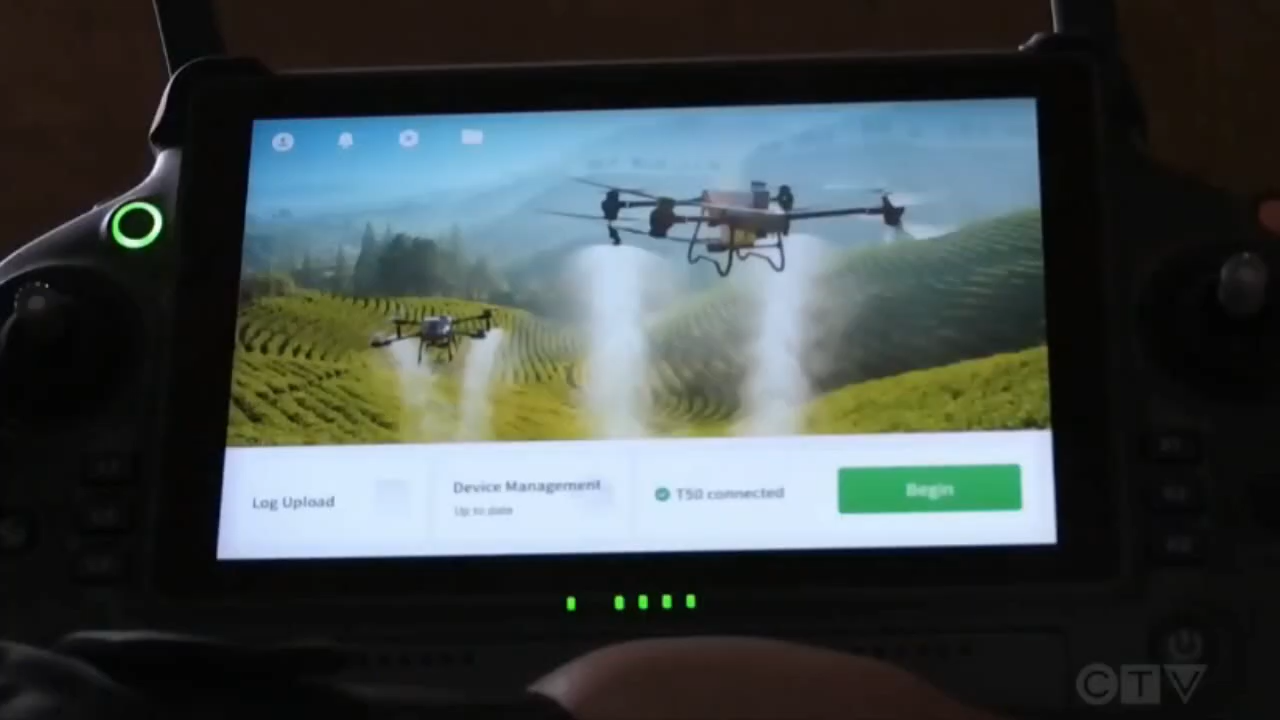 Log Upload
Device Management
Up to date
T50 connected
Begin
CTV